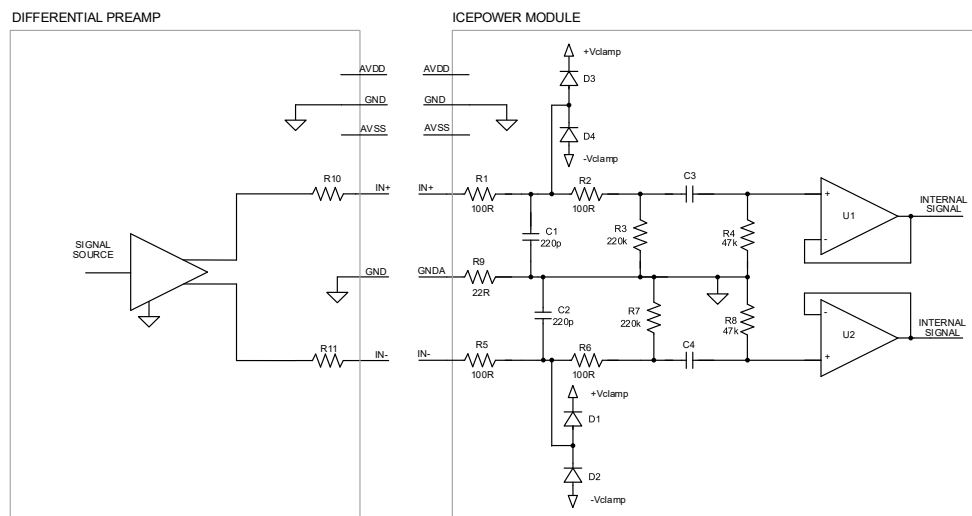 DIFFERENTIAL PREAMP
ICEPOWER MODULE
+Vclamp
D3
AVDD
AVDD
GND
GND
AVSS
AVSS
D4
-Vclamp
R10
IN+
IN+
R1
100R
R2
100R
C3
C1
220p
R3
220k
R4
47k
+
-
U1
INTERNAL
SIGNAL
SIGNAL
SOURCE
GND
GNDA
R9
22R
C2
220p
R7
220k
R8
47k
-
+
U2
INTERNAL
SIGNAL
R11
IN-
IN-
R5
100R
R6
100R
C4
+Vclamp
D1
D2
-Vclamp